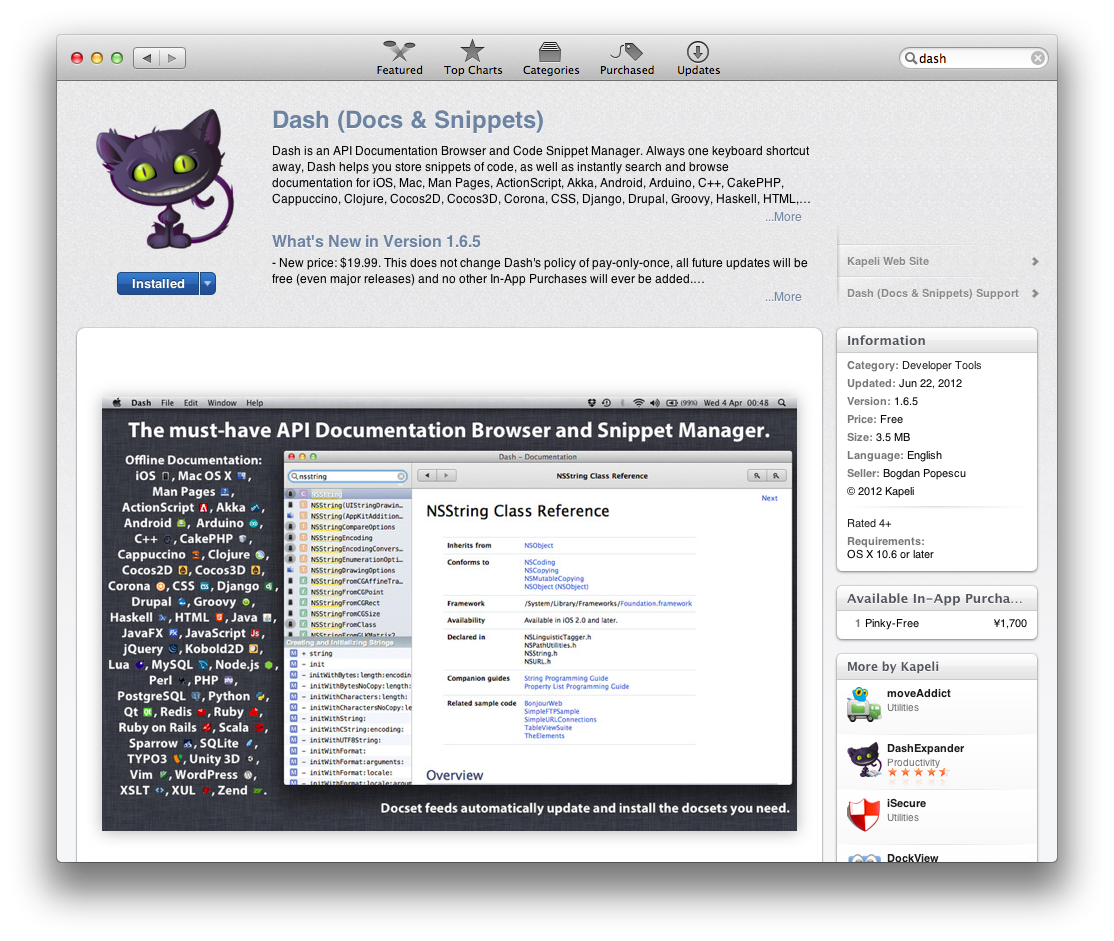 Featured
Top Charts
Categories
Purchased
Updates
dash
Dash (Docs & Snippets)
Dash is an API Documentation Browser and Code Snippet Manager. Always one keyboard shortcut
away, Dash helps you store snippets of code, as well as instantly search and browse
documentation for iOS, Mac, Man Pages, ActionScript, Akka, Android, Arduino, C++, CakePHP,
Cappuccino, Clojure, Cocos2D, Cocos3D, Corona, CSS, Django, Drupal, Groovy, Haskell, HTML,...
...More
What's New in Version 1.6.5
- New price: $19.99. This does not change Dash's policy of pay-only-once, all future updates will be
free (even major releases) and no other In-App Purchases will ever be added....
...More
Installed
Kapeli Web Site
Dash (Docs & Snippets) Support
Dash File Edit Window Help
(99%) Wed 4 Apr 00:48
The must-have API Documentation Browser and Snippet Manager.
Offline Documentation:
iOS , Mac OS X ,
Man Pages ,
ActionScript , Akka ,
Android , Arduino ,
C++ , CakePHP ,
Cappuccino , Clojure ,
Cocos2D , Cocos3D ,
Corona , CSS , Django ,
Drupal , Groovy ,
Haskell , HTML , Java ,
JavaFX , JavaScript ,
jQuery , Kobold2D ,
Lua , MySQL , Node.js ,
Perl , PHP ,
PostgreSQL , Python ,
Qt , Redis , Ruby ,
Ruby on Rails , Scala ,
Sparrow , SQLite ,
TYPO3 , Unity 3D ,
Vim , WordPress ,
XSLT , XUL , Zend .
Dash – Documentation
nsstring
NSString Class Reference
NSString
NSString(UIStringDrawin...
NSString(AppKitAddition...
NSStringCompareOptions
NSStringEncoding
NSStringEncodingConvers...
NSStringEnumerationOpti...
NSStringDrawingOptions
NSStringFromCGAffineTra...
NSStringFromCGPoint
NSStringFromCGRect
NSStringFromCGSize
NSStringFromClass
NSStringFromGLKMatrix2
Creating and Initializing Strings
+ string
- init
- initWithBytes:length:encodin
- initWithBytesNoCopy:length:
- initWithCharacters:length:
- initWithCharactersNoCopy:le
- initWithString:
- initWithCString:encoding:
- initWithUTF8String:
- initWithFormat:
- initWithFormat:arguments:
- initWithFormat:locale:
- initWithFormat:locale:argum
Next
NSString Class Reference
Inherits from NSObject
Conforms to NSCoding
NSCopying
NSMutableCopying
NSObject (NSObject)
Framework /System/Library/Frameworks/Foundation.framework
Availability Available in iOS 2.0 and later.
Declared in NSLinguisticTagger.h
NSPathUtilities.h
NSString.h
NSURL.h
Companion guides String Programming Guide
Property List Programming Guide
Related sample code BonjourWeb
SimpleFTPSample
SimpleURLConnections
TableViewSuite
TheElements
Overview
Docset feeds automatically update and install the docsets you need.
Information
Category: Developer Tools
Updated: Jun 22, 2012
Version: 1.6.5
Price: Free
Size: 3.5 MB
Language: English
Seller: Bogdan Popescu
© 2012 Kapeli
Rated 4+
Requirements:
OS X 10.6 or later
Available In-App Purcha...
1 Pinky-Free ¥1,700
More by Kapeli
moveAddict
Utilities
DashExpander
Productivity
iSecure
Utilities
DockView